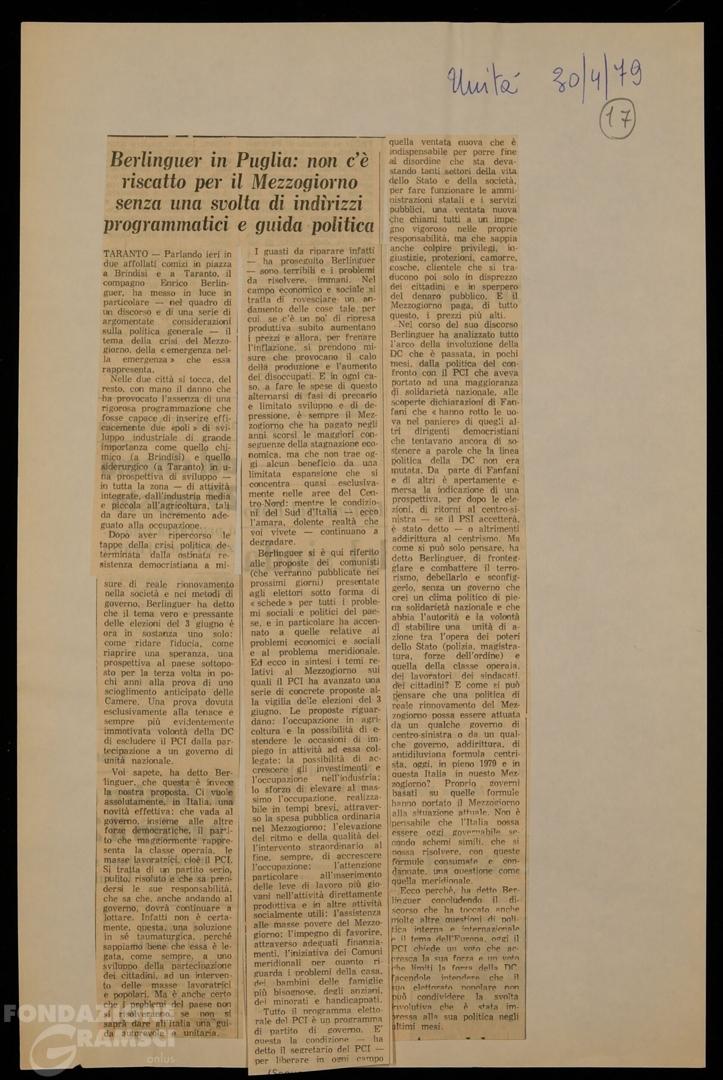 Unità 30/4/79
17
Berlinguer in Puglia: non c'è
riscatto per il Mezzogiorno
senza una svolta di indirizzi
programmatici e guida politica
TARANTO — Parlando ieri in
due affollati comizi in piazza
a Brindisi e a Taranto, il
compagno Enrico Berlin-
guer, ha messo in luce in
particolare — nel quadro di
un discorso e di una serie di
argomentate considerazioni
sulla politica generale — il
tema della crisi del Mezzo-
giorno, della «emergenza nel-
la emergenza» che essa
rappresenta.
Nelle due città si tocca, del
resto, con mano il danno che
ha provocato l'assenza di una
rigorosa programmazione che
fosse capace di inserire effi-
cacemente due «poli» di svi-
luppo industriale di grande
importanza come quello chi-
mico (a Brindisi) e quello
siderurgico (a Taranto) in u-
na prospettiva di sviluppo —
in tutta la zona — di attività
integrate, dall'industria media
e piccola all'agricoltura, tali
da dare un incremento ade-
guato alla occupazione.
Dopo aver ripercorso le
tappe della crisi politica de-
terminata dalla ostinata re-
sistenza democristiana a mi-
sure di reale rinnovamento
nella società e nei metodi di
governo, Berlinguer ha detto
che il tema vero e pressante
delle elezioni del 3 giugno è
ora in sostanza uno solo:
come ridare fiducia, come
riaprire una speranza, una
prospettiva al paese sottopo-
sto per la terza volta in po-
chi anni alla prova di uno
scioglimento anticipato delle
Camere. Una prova dovuta
esclusivamente alla tenace e
sempre più evidentemente
immotivata volontà della DC
di escludere il PCI dalla par-
tecipazione a un governo di
unità nazionale.
Voi sapete, ha detto Ber-
linguer, che questa è invece
la nostra proposta. Ci vuole
assolutamente, in Italia, una
novità effettiva: che vada al
governo, insieme alle altre
forze democratiche, il parti-
to che maggiormente rappre-
senta la classe operaia, le
masse lavoratrici, cioè il PCI.
Si tratta di un partito serio,
pulito, risoluto e che sa pren-
dersi le sue responsabilità,
che sa che, anche andando al
governo, dovrà continuare a
lottare. Infatti non è certa-
mente, questa, una soluzione
in sé taumaturgica, perché
sappiamo bene che essa è le-
gata, come sempre, a uno
sviluppo della partecipazione
dei cittadini, ad un interven-
to delle masse lavoratrici
e popolari. Ma è anche certo
che i problemi del paese non
si risolveranno se non si
saprà dare all'Italia una gui-
da autorevole e unitaria.
I guasti da riparare infatti
— ha proseguito Berlinguer
— sono terribili e i problemi
da risolvere, immani. Nel
campo economico e sociale si
tratta di rovesciare un an-
damento delle cose tale per
cui, se c'è un po' di ripresa
produttiva subito aumentano
i prezzi e allora, per frenare
l'inflazione, si prendono mi-
sure che provocano il calo
della produzione e l'aumento
dei disoccupati. E in ogni ca-
so, a fare le spese di questo
alternarsi di fasi di precario
e limitato sviluppo e di de-
pressione, è sempre il Mez-
zogiorno che ha pagato negli
anni scorsi le maggiori con-
seguenze della stagnazione eco-
nomica, ma che non trae og-
gi alcun beneficio da una
limitata espansione che si
concentra quasi esclusiva-
mente nelle aree del Cen-
tro-Nord: mentre le condizio-
ni del Sud d'Italia — ecco
l'amara, dolente realtà che
voi vivete — continuano a
degradare.
Berlinguer si è qui riferito
alle proposte dei comunisti
(che verranno pubblicate nei
prossimi giorni) presentate
agli elettori sotto forma di
«schede» per tutti i proble-
mi sociali e politici del pae-
se, e in particolare ha accen-
nato a quelle relative ai
problemi economici e sociali
e al problema meridionale.
Ed ecco in sintesi i temi re-
lativi al Mezzogiorno sui
quali il PCI ha avanzato una
serie di concrete proposte al-
la vigilia delle elezioni del 3
giugno. Le proposte riguar-
dano: l'occupazione in agri-
coltura e la possibilità di e-
stendere le occasioni di im-
piego in attività ad essa col-
legate; la possibilità di ac-
crescere gli investimenti e
l'occupazione nell'industria;
lo sforzo di elevare al mas-
simo l'occupazione, realizza-
bile in tempi brevi, attraver-
so la spesa pubblica ordinaria
nel Mezzogiorno; l'elevazione
del ritmo e della qualità del-
l'intervento straordinario al
fine, sempre, di accrescere
l'occupazione; l'attenzione
particolare all'inserimento
delle leve di lavoro più gio-
vani nell'attività direttamente
produttiva e in altre attività
socialmente utili; l'assistenza
alle masse povere del Mezzo-
giorno; l'impegno di favorire,
attraverso adeguati finanzia-
menti, l'iniziativa dei Comuni
meridionali per quanto ri-
guarda i problemi della casa,
dei bambini delle famiglie
più bisognose, degli anziani,
dei minorati e handicappati.
Tutto il programma eletto-
rale del PCI è un programma
di partito di governo. E'
questa la condizione — ha
detto il segretario del PCI —
per liberare in ogni campo
quella ventata nuova che è
indispensabile per porre fine
al disordine che sta deva-
stando tanti settori della vita
dello Stato e della società,
per fare funzionare le ammi-
nistrazioni statali e i servizi
pubblici, una ventata nuova
che chiami tutti a un impe-
gno vigoroso nelle proprie
responsabilità, ma che sappia
anche colpire privilegi, in-
giustizie, protezioni, camorre,
cosche, clientele che si tra-
ducono poi solo in disprezzo
dei cittadini e in sperpero
del denaro pubblico. E il
Mezzogiorno paga, di tutto
questo, i prezzi più alti.
Nel corso del suo discorso
Berlinguer ha analizzato tutto
l'arco della involuzione della
DC che è passata, in pochi
mesi, dalla politica del con-
fronto con il PCI che aveva
portato ad una maggioranza
di solidarietà nazionale, alle
scoperte dichiarazioni di Fan-
fani che «hanno rotto le uo-
va nel paniere» di quegli al-
tri dirigenti democristiani
che tentavano ancora di so-
stenere a parole che la linea
politica della DC non era
mutata. Da parte di Fanfani
e di altri è apertamente e-
mersa la indicazione di una
prospettiva, per dopo le ele-
zioni, di ritorni al centro-si-
nistra — se il PSI accetterà,
è stato detto — o altrimenti
addirittura al centrismo. Ma
come si può solo pensare, ha
detto Berlinguer, di fronteg-
giare e combattere il terro-
rismo, debellarlo e sconfig-
gerlo, senza un governo che
crei un clima politico di pie-
na solidarietà nazionale e che
abbia l'autorità e la volontà
di stabilire una unità di a-
zione tra l'opera dei poteri
dello Stato (polizia, magistra-
tura, forze dell'ordine) e
quella della classe operaia,
dei lavoratori dei sindacati,
dei cittadini? E come si può
pensare che una politica di
reale rinnovamento del Mez-
zogiorno possa essere attuata
da un qualche governo di
centro-sinistra o da un qual-
che governo, addirittura, di
antidiluviana formula centri-
sta, oggi, in pieno 1979 e in
questa Italia in questo Mez-
zogiorno? Proprio governi
basati su quelle formule
hanno portato il Mezzogiorno
alla situazione attuale. Non è
pensabile che l'Italia possa
essere oggi governabile se-
condo schemi simili, che si
possa risolvere, con queste
formule consumate e con-
dannate, una questione come
quella meridionale.
Ecco perché, ha detto Ber-
linguer concludendo il di-
scorso che ha toccato anche
molte altre questioni di poli-
tica interna e internazionale
e il tema dell'Europa, oggi il
PCI chiede un voto che ac-
cresca la sua forza e un voto
che limiti la forza della DC,
facendole intendere che il
suo elettorato popolare non
può condividere la svolta
involutiva che è stata im-
pressa alla sua politica negli
ultimi mesi.
FONDAZIONE
GRAMSCI
onlus